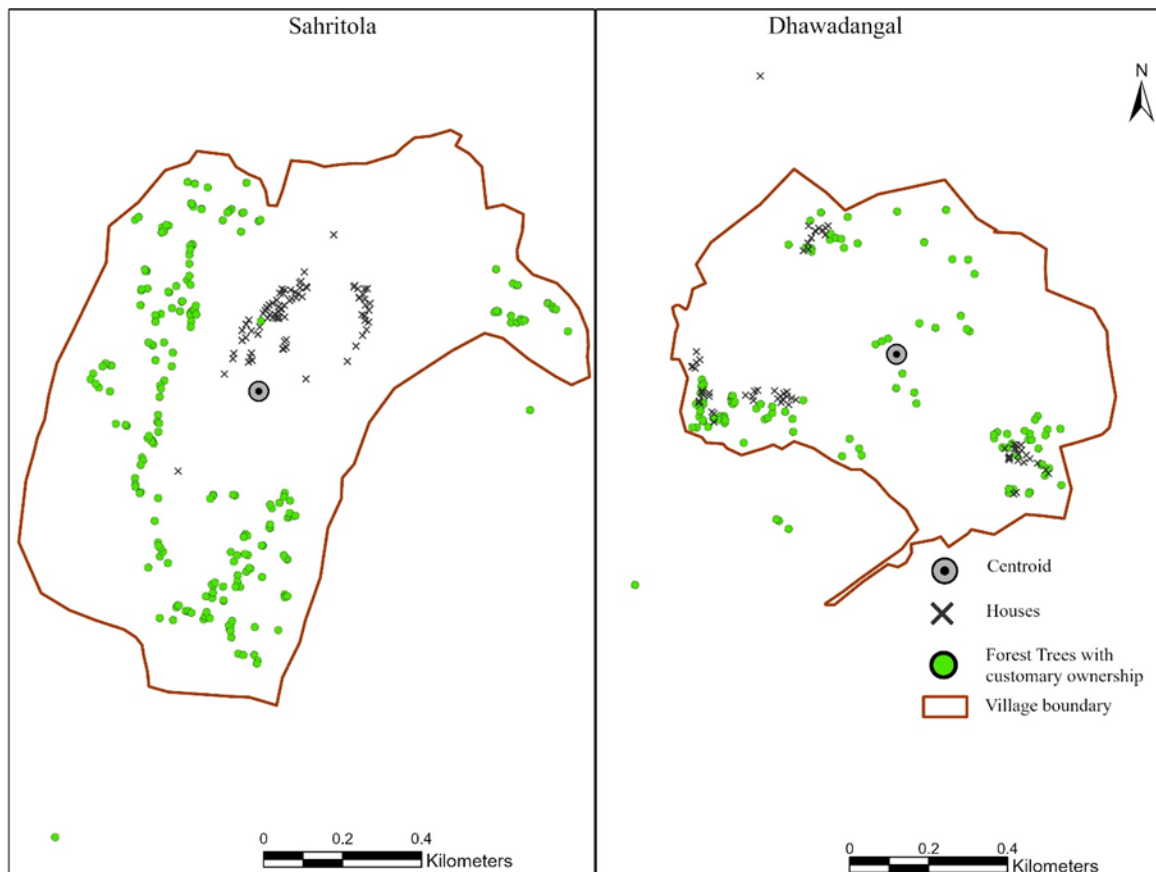 Sahritola
Dhawadangal
N
Centroid
Houses
Forest Trees with
customary ownership
Village boundary
0 0.2 0.4
Kilometers
0 0.2 0.4
Kilometers